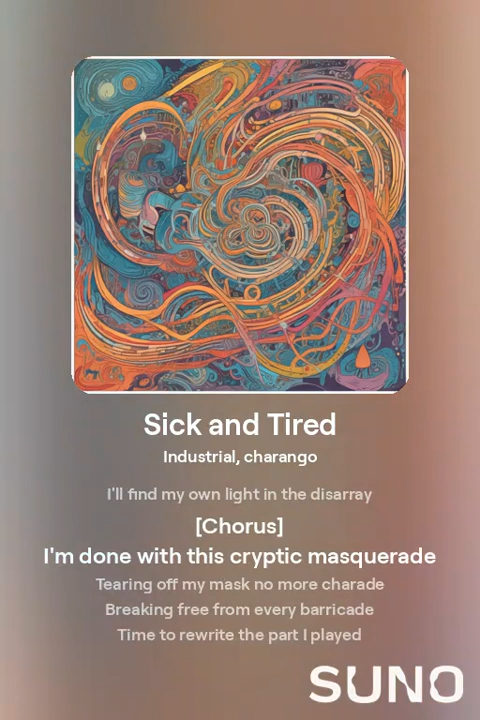 Sick and Tired
Industrial, charango
I'll find my own light in the disarray
[Chorus]
I'm done with this cryptic masquerade
Tearing off my mask no more charade
Breaking free from every barricade
Time to rewrite the part I played
SUNO